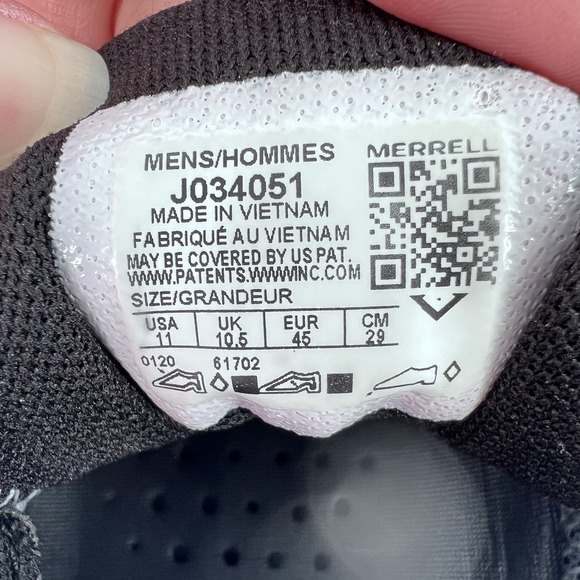 MENS/HOMMES
MERRELL
J034051
MADE IN VIETNAM
FABRIQUÉ AU VIETNAM
MAY BE COVERED BY US PAT.
WWW.PATENTS.WWWINC.COM
SIZE/GRANDEUR
USA UK EUR CM
11 10.5 45 29
0120 61702